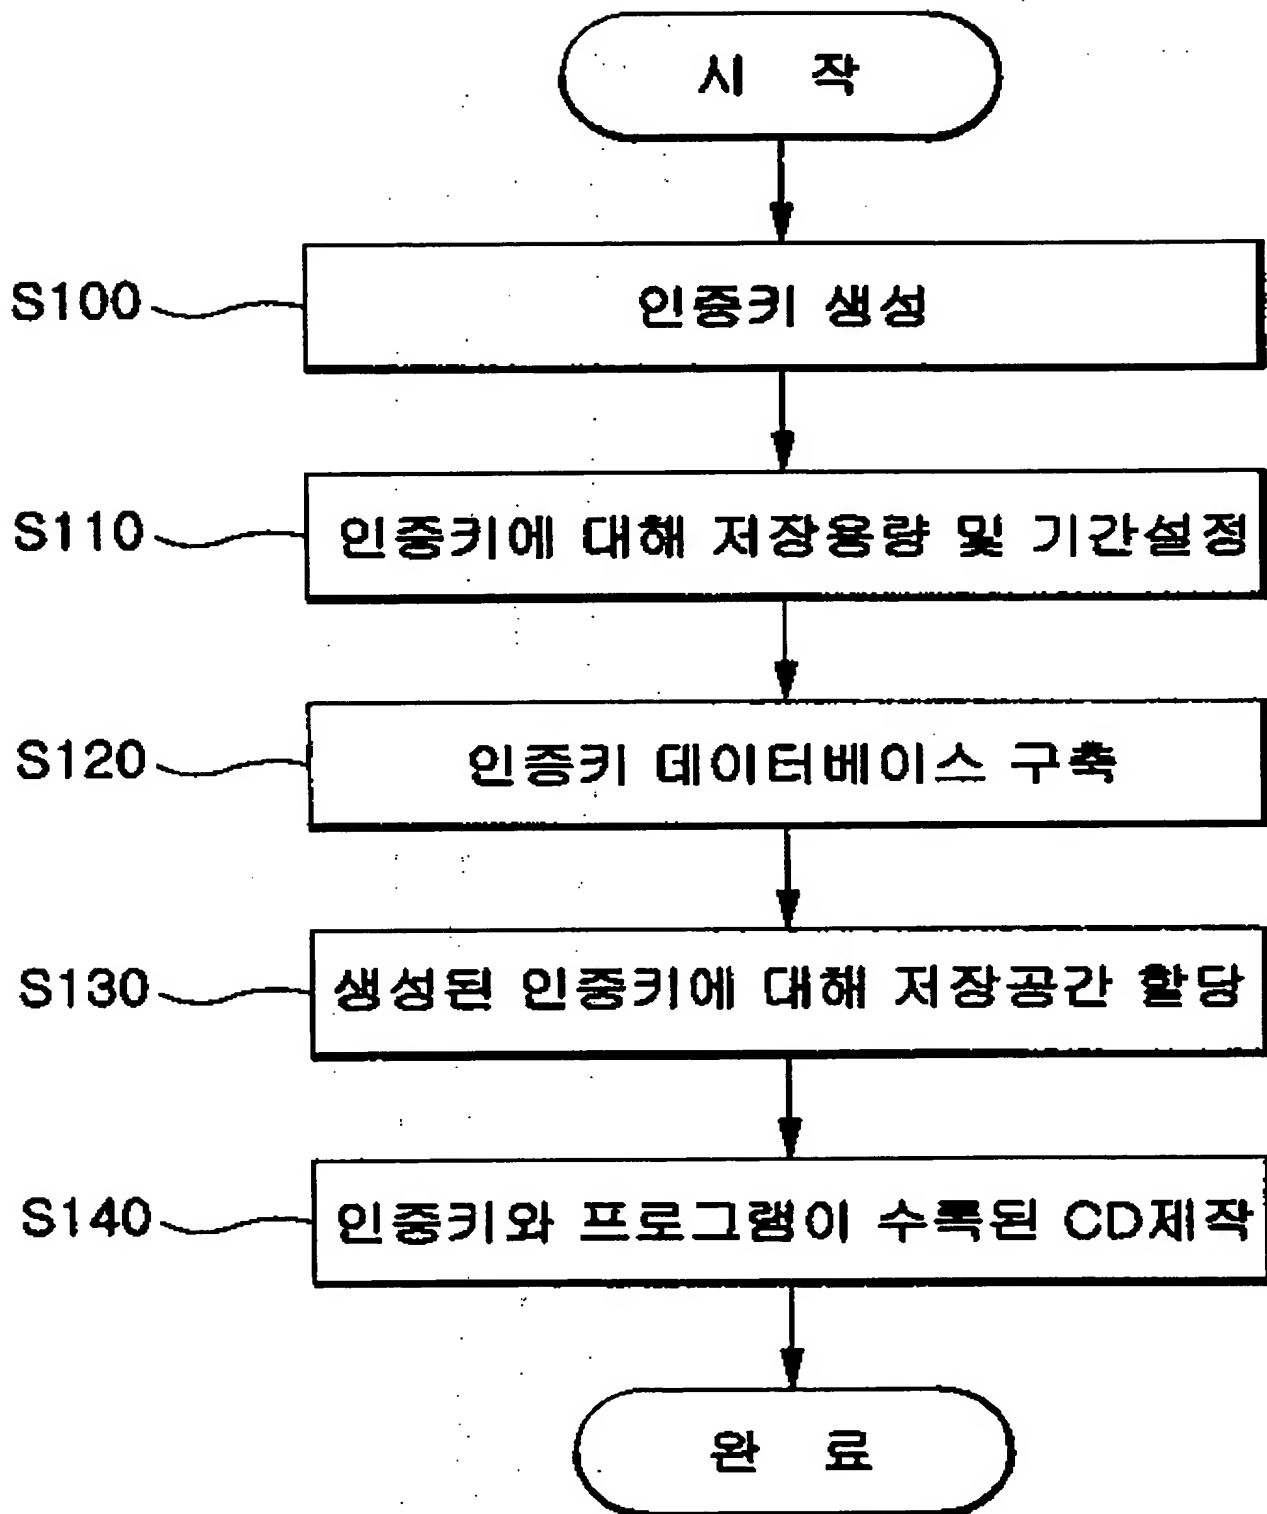 시 작
S100 인증키 생성
S110 인증키에 대해 저장용량 및 기간설정
S120 인증키 데이터베이스 구축
S130 생성된 인증키에 대해 저장공간 할당
S140 인증키와 프로그램이 수록된 CD제작
완 료